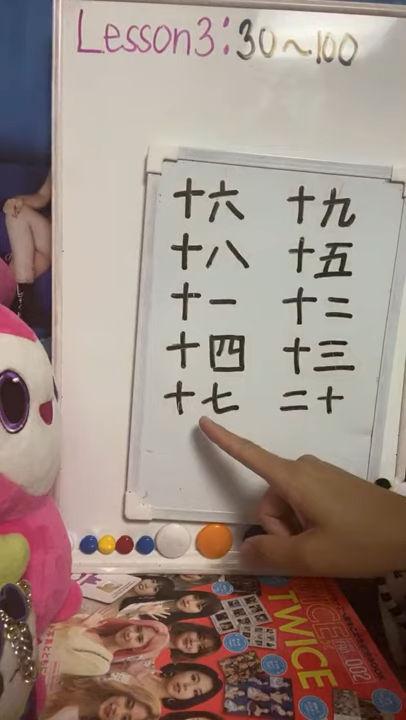 Lesson3:30~100
十六 十九
十八 十五
十一 十二
十四 十三
十七 二十
TWICE